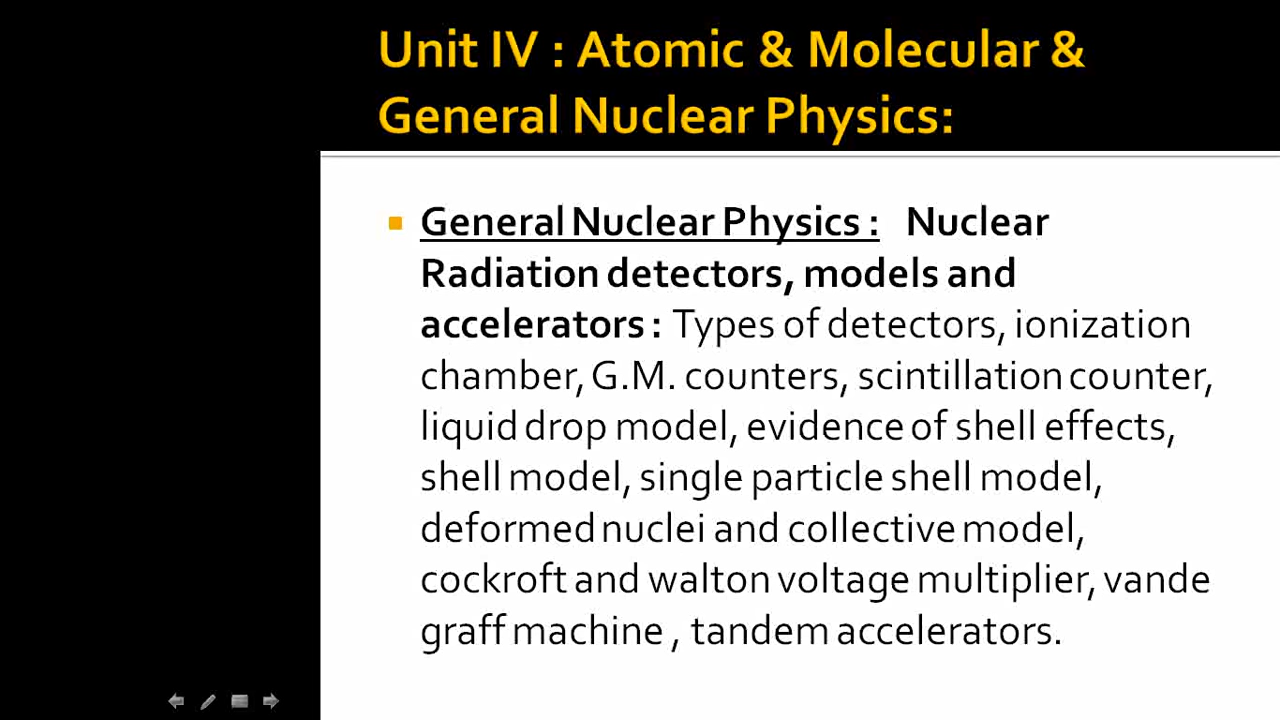 Unit IV : Atomic & Molecular &
General Nuclear Physics:
General Nuclear Physics : Nuclear
Radiation detectors, models and
accelerators : Types of detectors, ionization
chamber, G.M. counters, scintillation counter,
liquid drop model, evidence of shell effects,
shell model, single particle shell model,
deformed nuclei and collective model,
cockroft and walton voltage multiplier, vande
graff machine , tandem accelerators.